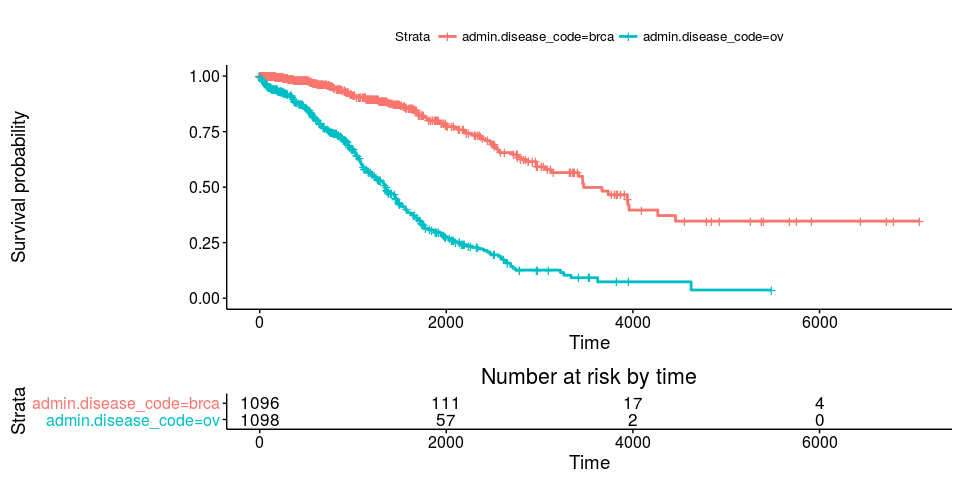 Strata admin.disease_code=brca admin.disease_code=ov
Survival probability
1.00
0.75
0.50
0.25
0.00
0 2000 4000 6000
Time
Number at risk by time
Strata
admin.disease_code=brca 1096 111 17 4
admin.disease_code=ov 1098 57 2 0
0 2000 4000 6000
Time